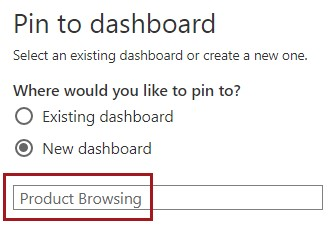 Pin to dashboard
Select an existing dashboard or create a new one.
Where would you like to pin to?
Existing dashboard
New dashboard
Product Browsing